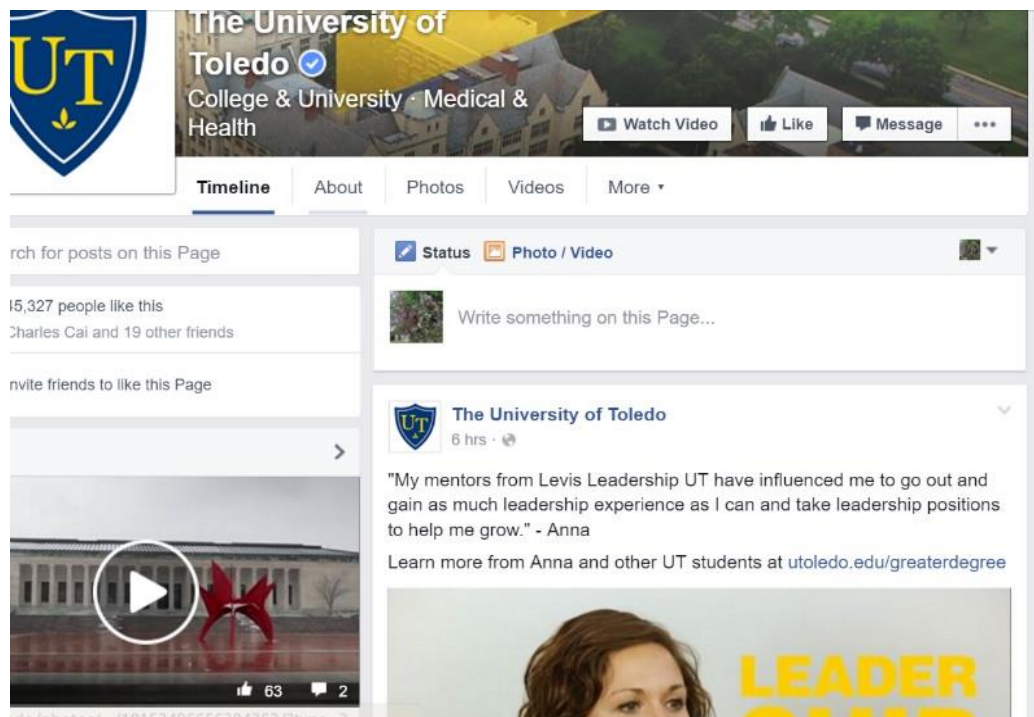 UT
The University of
Toledo
College & University · Medical &
Health
Watch Video
Like
Message
Timeline
About
Photos
Videos
More
rch for posts on this Page
Status
Photo / Video
Write something on this Page...
45,327 people like this
Charles Cai and 19 other friends
nvite friends to like this Page
UT
The University of Toledo
6 hrs
"My mentors from Levis Leadership UT have influenced me to go out and
gain as much leadership experience as I can and take leadership positions
to help me grow." - Anna
Learn more from Anna and other UT students at utoledo.edu/greaterdegree
63
2
LEADER
SHIP